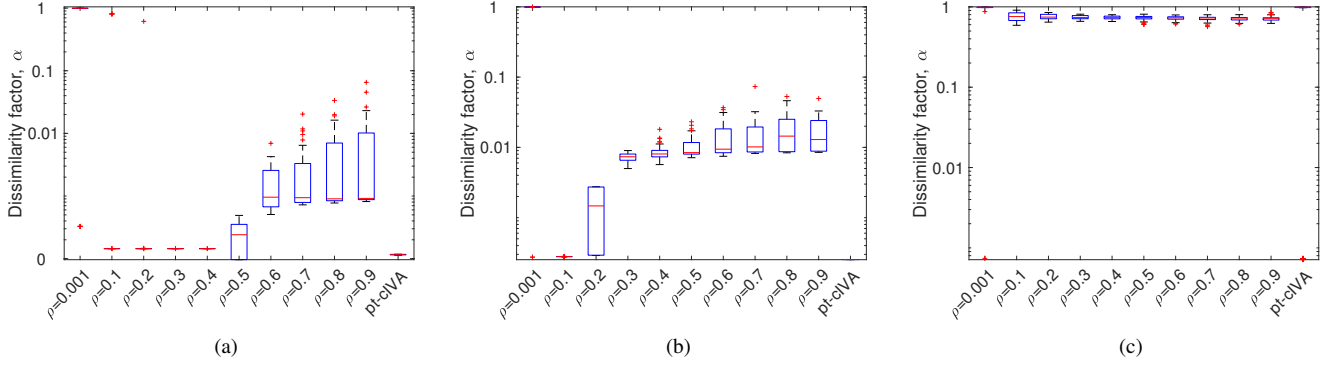 1
0.1
0.01
0
Dissimilarity factor, α
ρ=0.001
ρ=0.1
ρ=0.2
ρ=0.3
ρ=0.4
ρ=0.5
ρ=0.6
ρ=0.7
ρ=0.8
ρ=0.9
pt-cIVA
(a)
1
0.1
0.01
Dissimilarity factor, α
ρ=0.001
ρ=0.1
ρ=0.2
ρ=0.3
ρ=0.4
ρ=0.5
ρ=0.6
ρ=0.7
ρ=0.8
ρ=0.9
pt-cIVA
(b)
1
0.1
0.01
Dissimilarity factor, α
ρ=0.001
ρ=0.1
ρ=0.2
ρ=0.3
ρ=0.4
ρ=0.5
ρ=0.6
ρ=0.7
ρ=0.8
ρ=0.9
pt-cIVA
(c)